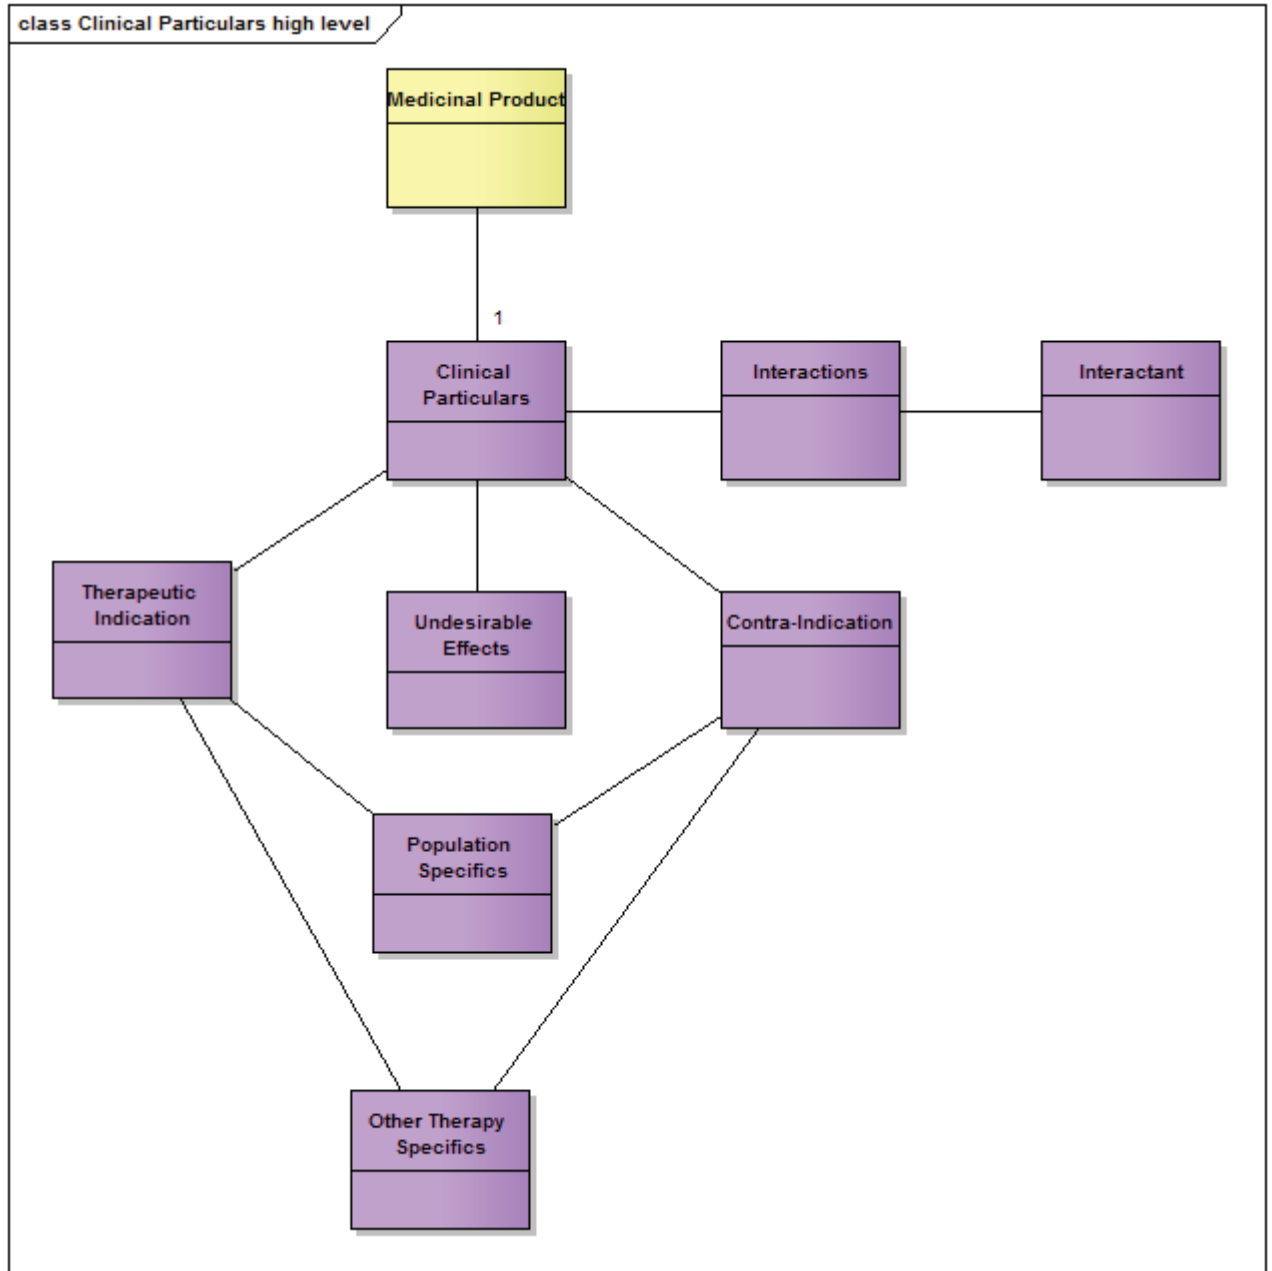 class Clinical Particulars high level
Medicinal Product
1
Clinical
Particulars
Interactions
Interactant
Therapeutic
Indication
Undesirable
Effects
Contra-Indication
Population
Specifics
Other Therapy
Specifics